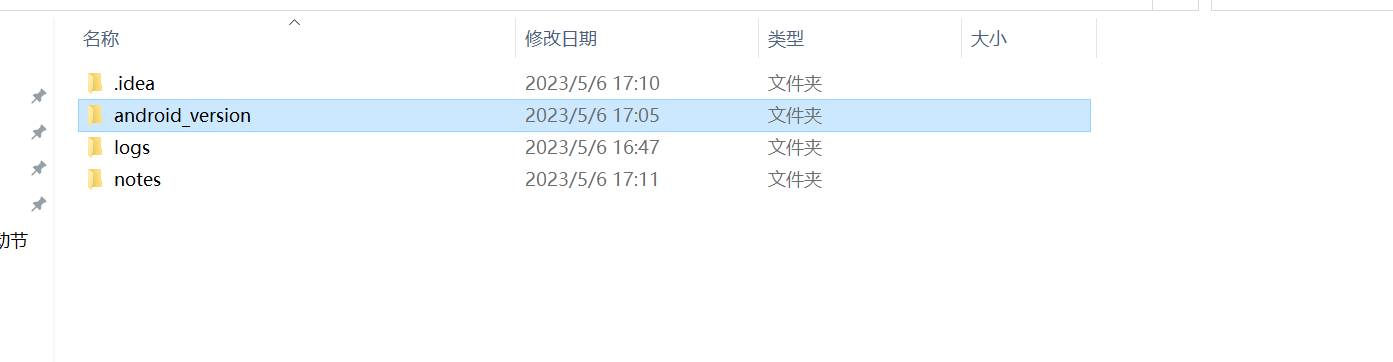 名称 修改日期 类型 大小
.idea 2023/5/6 17:10 文件夹
android_version 2023/5/6 17:05 文件夹
logs 2023/5/6 16:47 文件夹
notes 2023/5/6 17:11 文件夹
动节